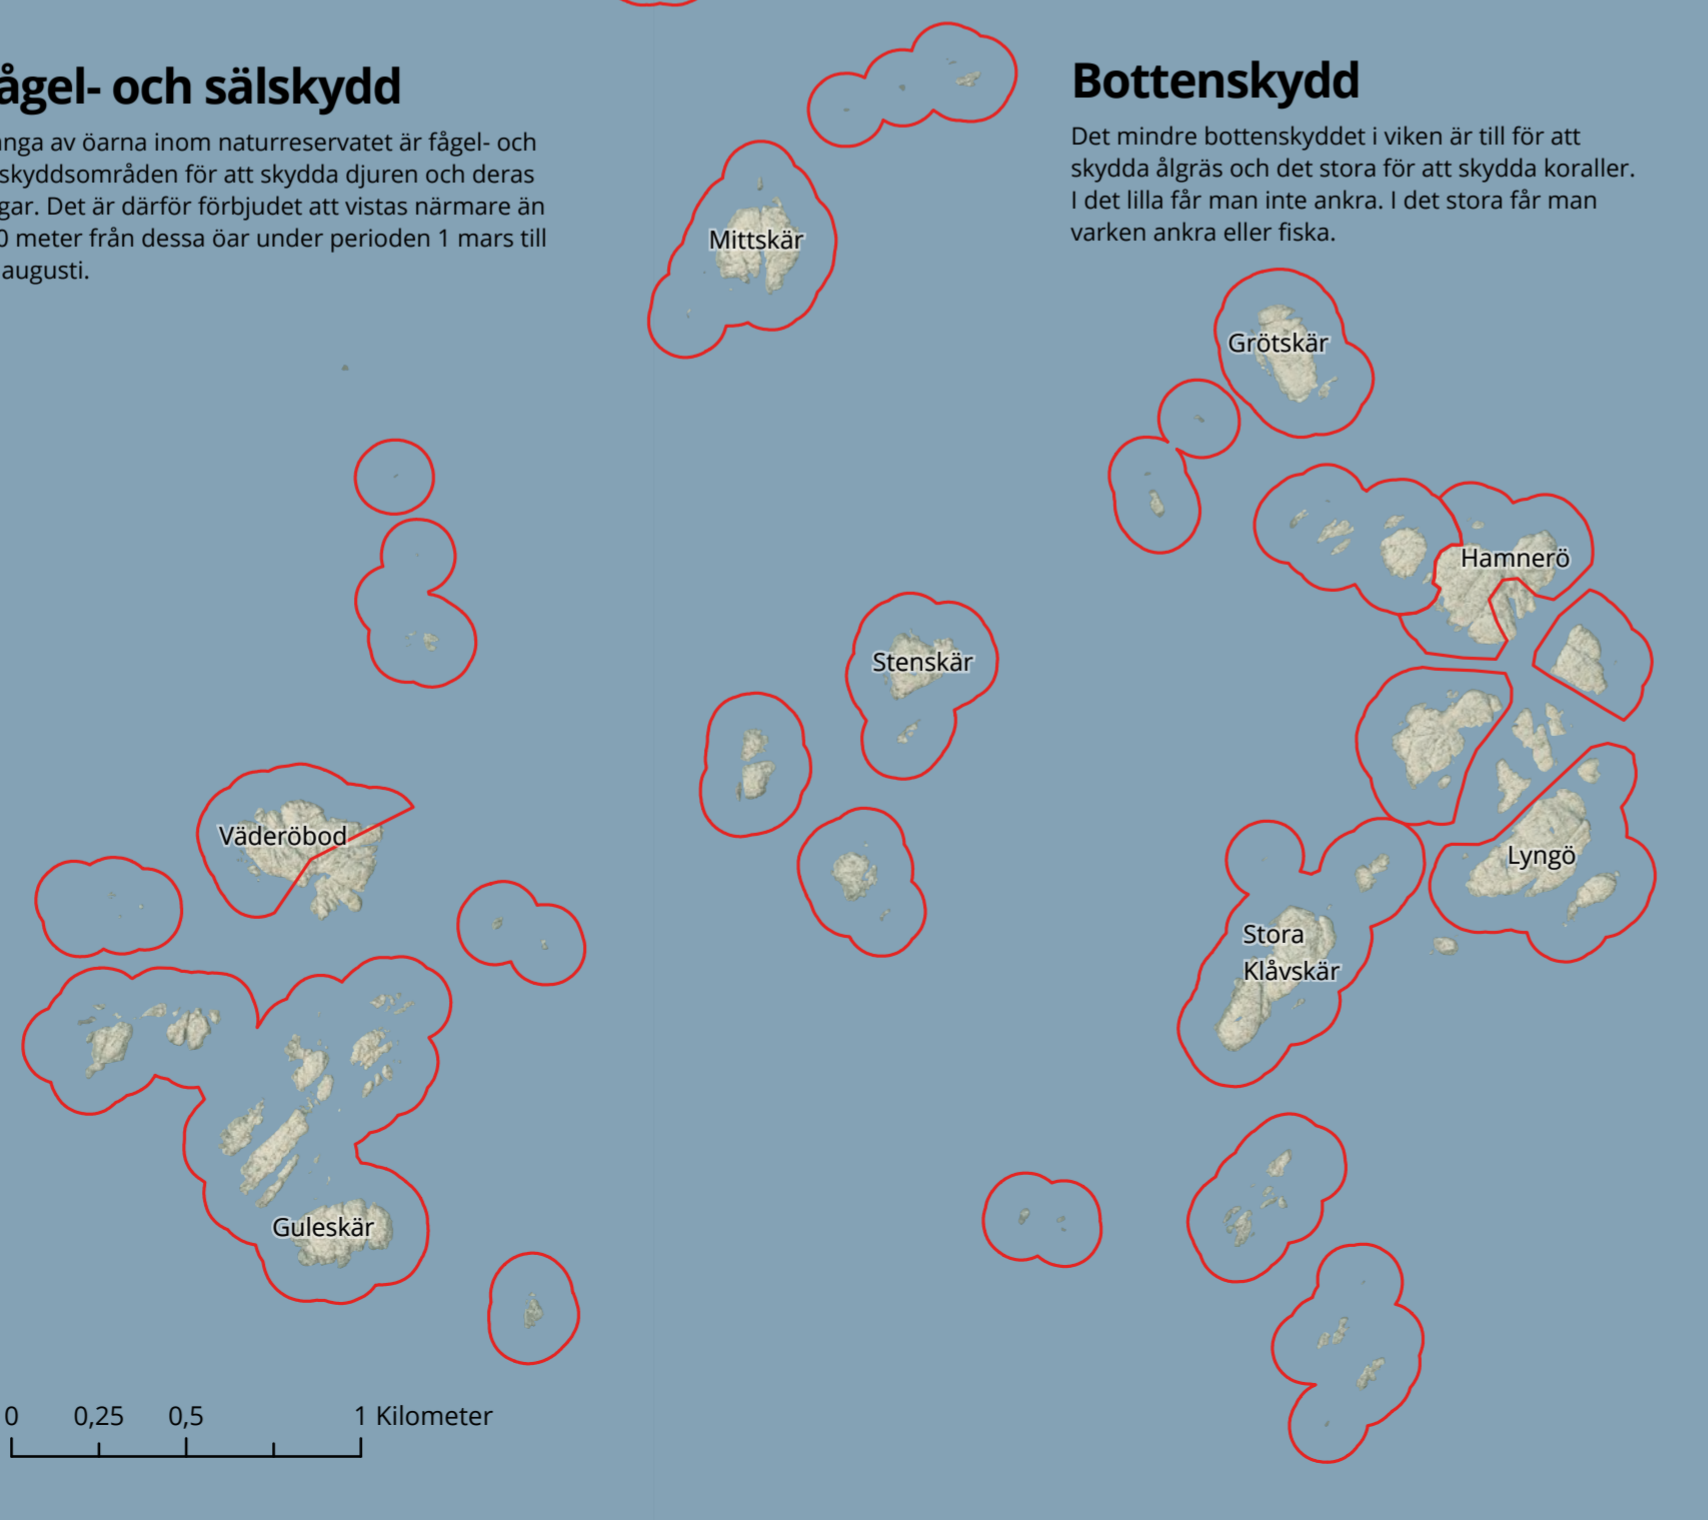 ågel- och sälskydd
nga av öarna inom naturreservatet är fågel- och
skyddsområden för att skydda djuren och deras
gar. Det är därför förbjudet att vistas närmare än
0 meter från dessa öar under perioden 1 mars till
augusti.
Bottenskydd
Det mindre bottenskyddet i viken är till för att
skydda ålgräs och det stora för att skydda koraller.
I det lilla får man inte ankra. I det stora får man
varken ankra eller fiska.
Mittskär
Grötskär
Hamnerö
Stenskär
Väderöbod
Lyngö
Stora
Klåvskär
Guleskär
0 0,25 0,5 1 Kilometer